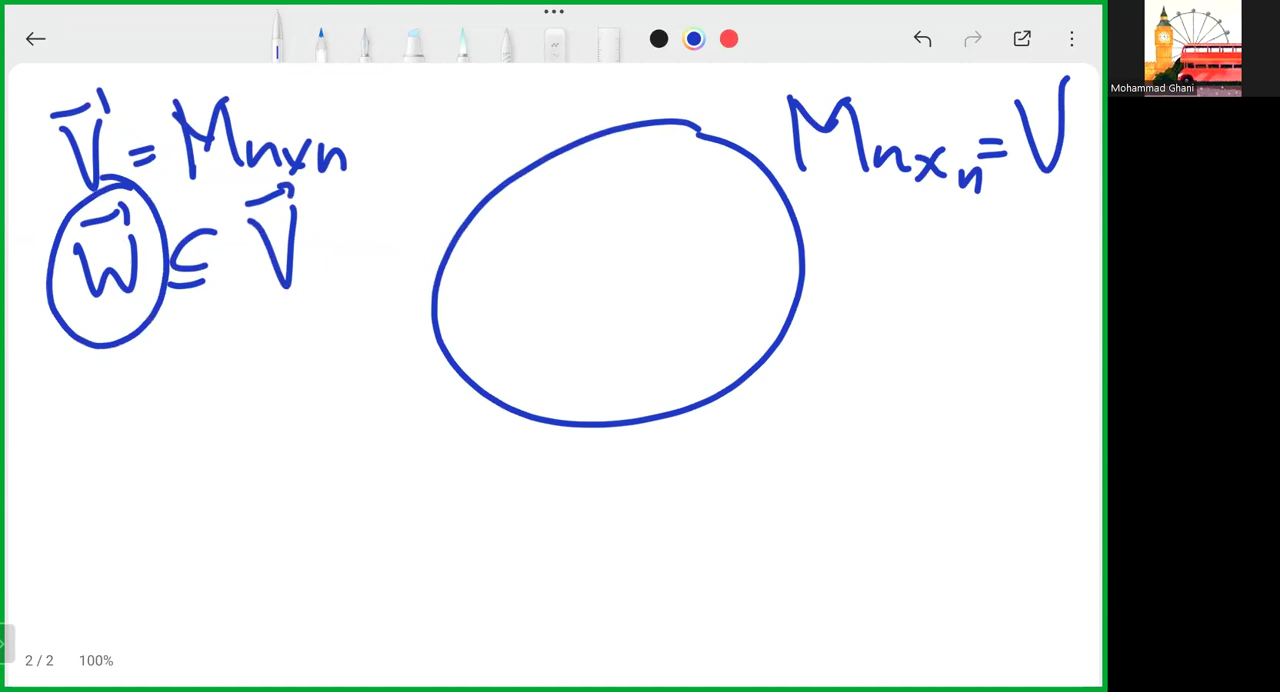 V⃗ = Mnxn
W⃗ ⊆ V⃗
Mnxn = V
Mohammad Ghani
2 / 2 100%